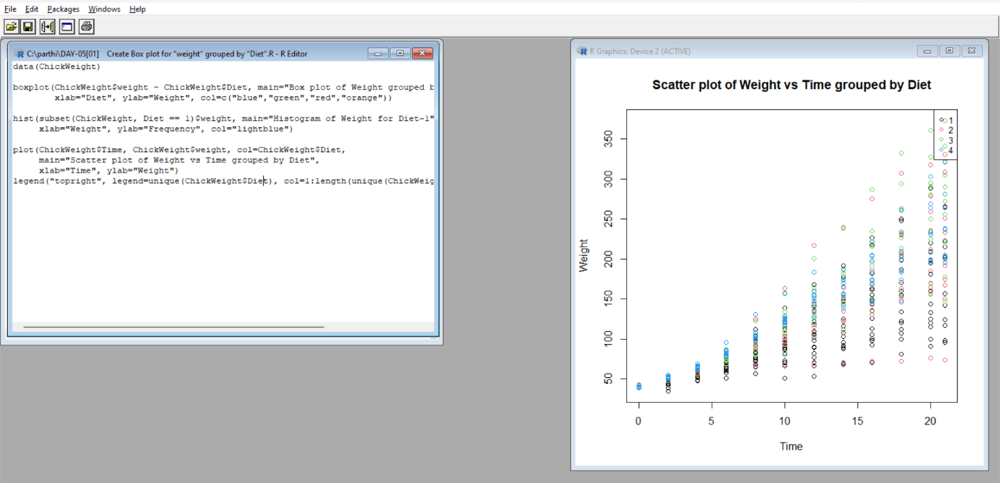 File Edit Packages Windows Help
C:\parthi\DAY-05[01] Create Box plot for "weight" grouped by "Diet".R - R Editor
data(ChickWeight)
boxplot(ChickWeight$weight ~ ChickWeight$Diet, main="Box plot of Weight grouped b
xlab="Diet", ylab="Weight", col=c("blue","green","red","orange"))
hist(subset(ChickWeight, Diet == 1)$weight, main="Histogram of Weight for Diet-1"
xlab="Weight", ylab="Frequency", col="lightblue")
plot(ChickWeight$Time, ChickWeight$weight, col=ChickWeight$Diet,
main="Scatter plot of Weight vs Time grouped by Diet",
xlab="Time", ylab="Weight")
legend("topright", legend=unique(ChickWeight$Diet), col=1:length(unique(ChickWeig
R Graphics: Device 2 (ACTIVE)
Scatter plot of Weight vs Time grouped by Diet
1
2
3
4
350
300
250
200
150
100
50
Weight
0 5 10 15 20
Time